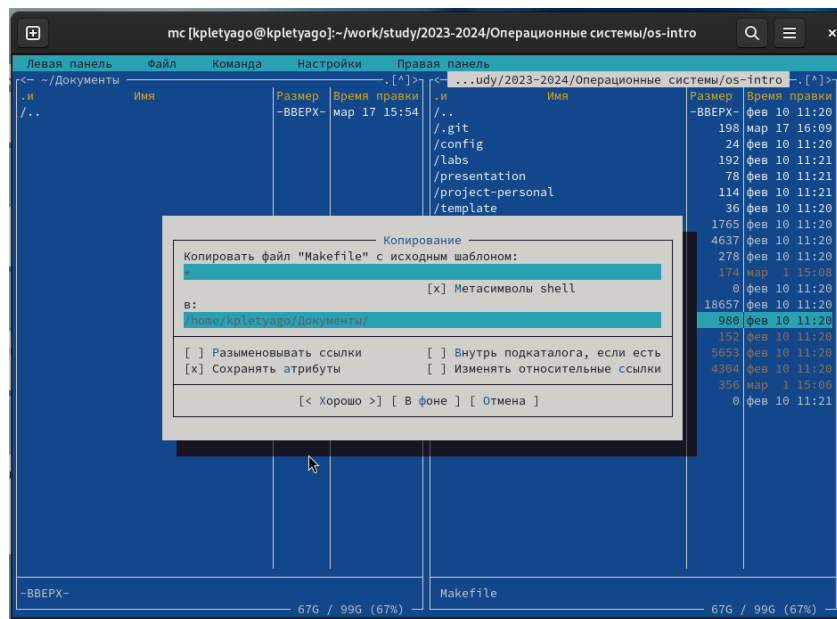 mc [kpletyago@kpletyago]:~/work/study/2023-2024/Операционные системы/os-intro
Левая панель Файл Команда Настройки Правая панель
<— ~/Документы .[^]>
.и Имя Размер Время правки
/.. -ВВЕРХ- мар 17 15:54
<— ...udy/2023-2024/Операционные системы/os-intro .[^]>
.и Имя Размер Время правки
/.. -ВВЕРХ- фев 10 11:20
/.git 198 мар 17 16:09
/config 24 фев 10 11:20
/labs 192 фев 10 11:21
/presentation 78 фев 10 11:21
/project-personal 114 фев 10 11:21
/template 36 фев 10 11:20
1765 фев 10 11:20
4637 фев 10 11:20
278 фев 10 11:20
174 мар 1 15:08
0 фев 10 11:20
18657 фев 10 11:20
980 фев 10 11:20
152 фев 10 11:20
5653 фев 10 11:20
4304 фев 10 11:20
356 мар 1 15:06
0 фев 10 11:21
Копирование
Копировать файл "Makefile" с исходным шаблоном:
*
[x] Метасимволы shell
в:
/home/kpletyago/Документы/
[ ] Разыменовывать ссылки [ ] Внутрь подкаталога, если есть
[x] Сохранять атрибуты [ ] Изменять относительные ссылки
[< Хорошо >] [ В фоне ] [ Отмена ]
-ВВЕРХ-
67G / 99G (67%)
Makefile
67G / 99G (67%)